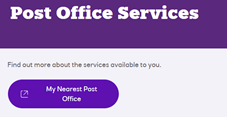 Post Office Services
Find out more about the services available to you.
My Nearest Post
Office